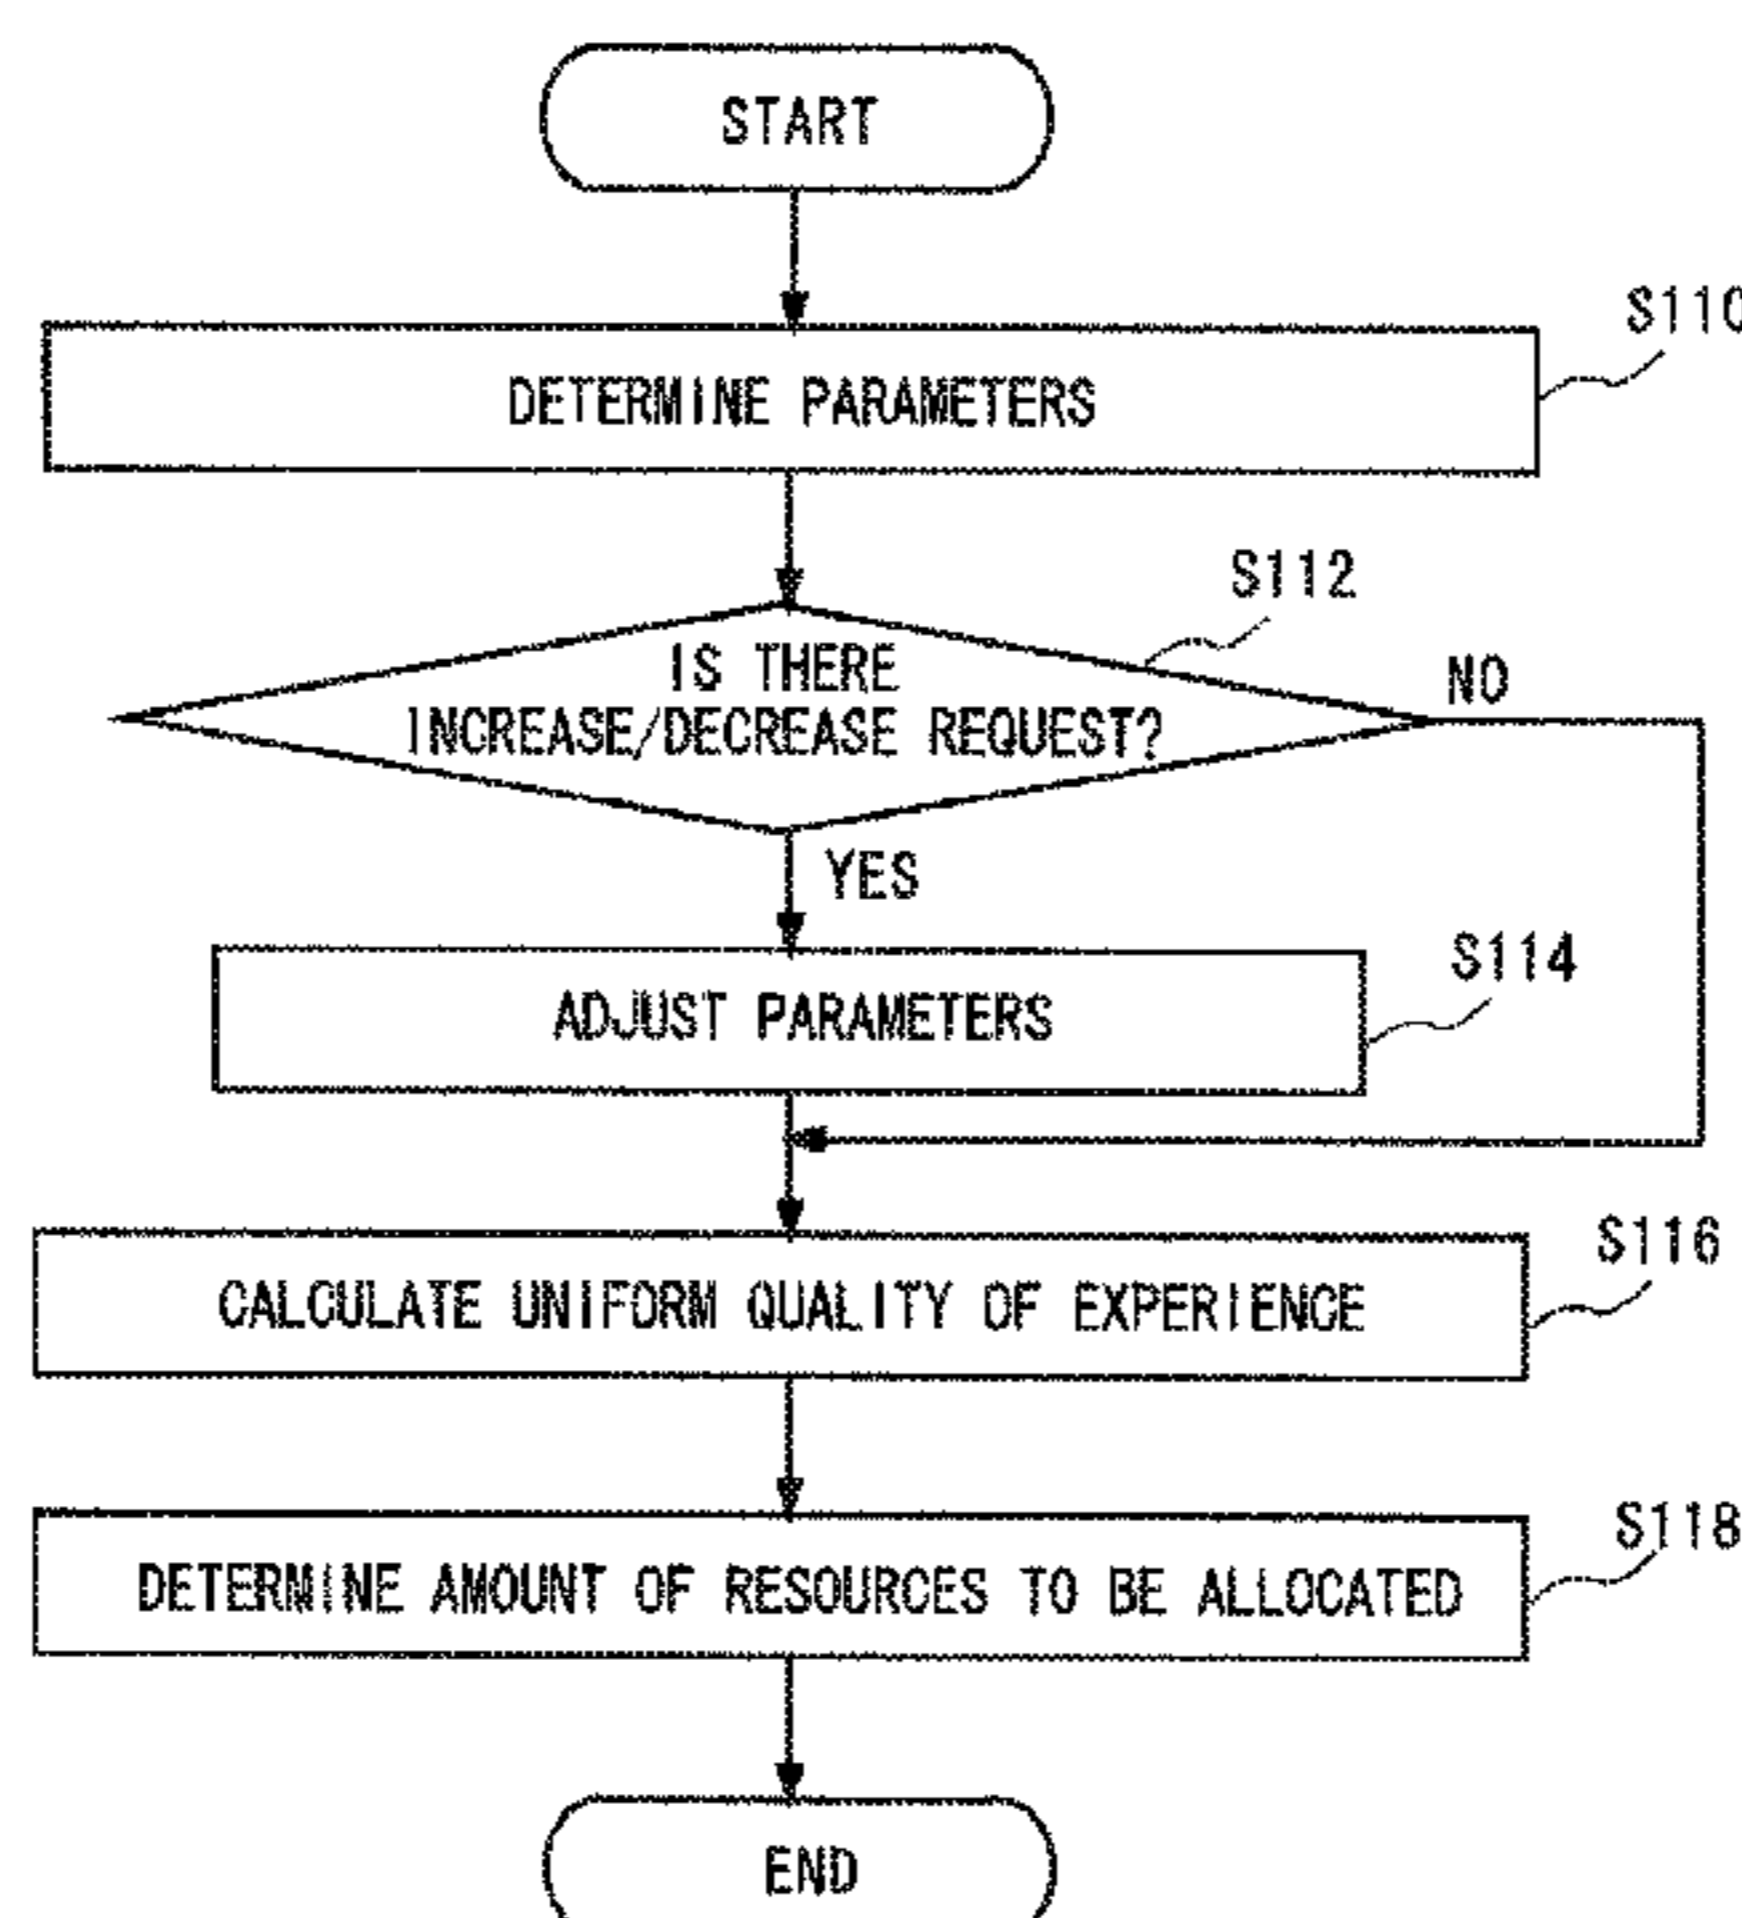 START
S110
DETERMINE PARAMETERS
S112
IS THERE
INCREASE/DECREASE REQUEST?
NO
YES
S114
ADJUST PARAMETERS
S116
CALCULATE UNIFORM QUALITY OF EXPERIENCE
S118
DETERMINE AMOUNT OF RESOURCES TO BE ALLOCATED
END